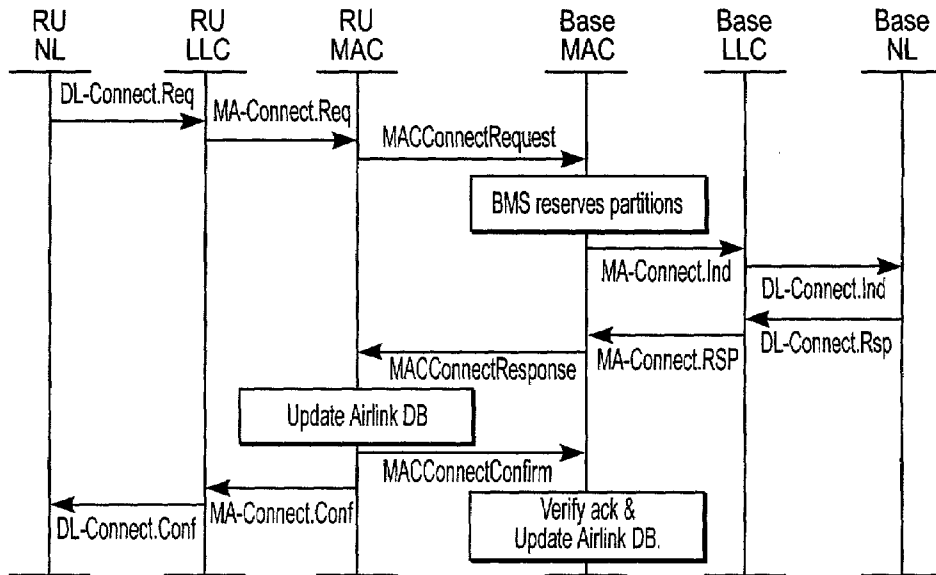 RU
NL
RU
LLC
RU
MAC
Base
MAC
Base
LLC
Base
NL
DL-Connect.Req
MA-Connect.Req
MACConnectRequest
BMS reserves partitions
MA-Connect.Ind
DL-Connect.Ind
DL-Connect.Rsp
MA-Connect.RSP
MACConnectResponse
Update Airlink DB
MACConnectConfirm
MA-Connect.Conf
DL-Connect.Conf
Verify ack &
Update Airlink DB.